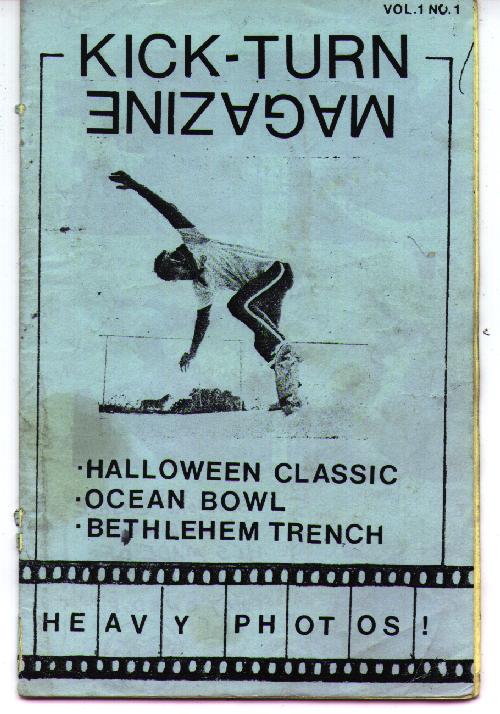 VOL.1 NO.1
KICK-TURN
MAGAZINE
·HALLOWEEN CLASSIC
·OCEAN BOWL
·BETHLEHEM TRENCH
HEAVY PHOTOS!